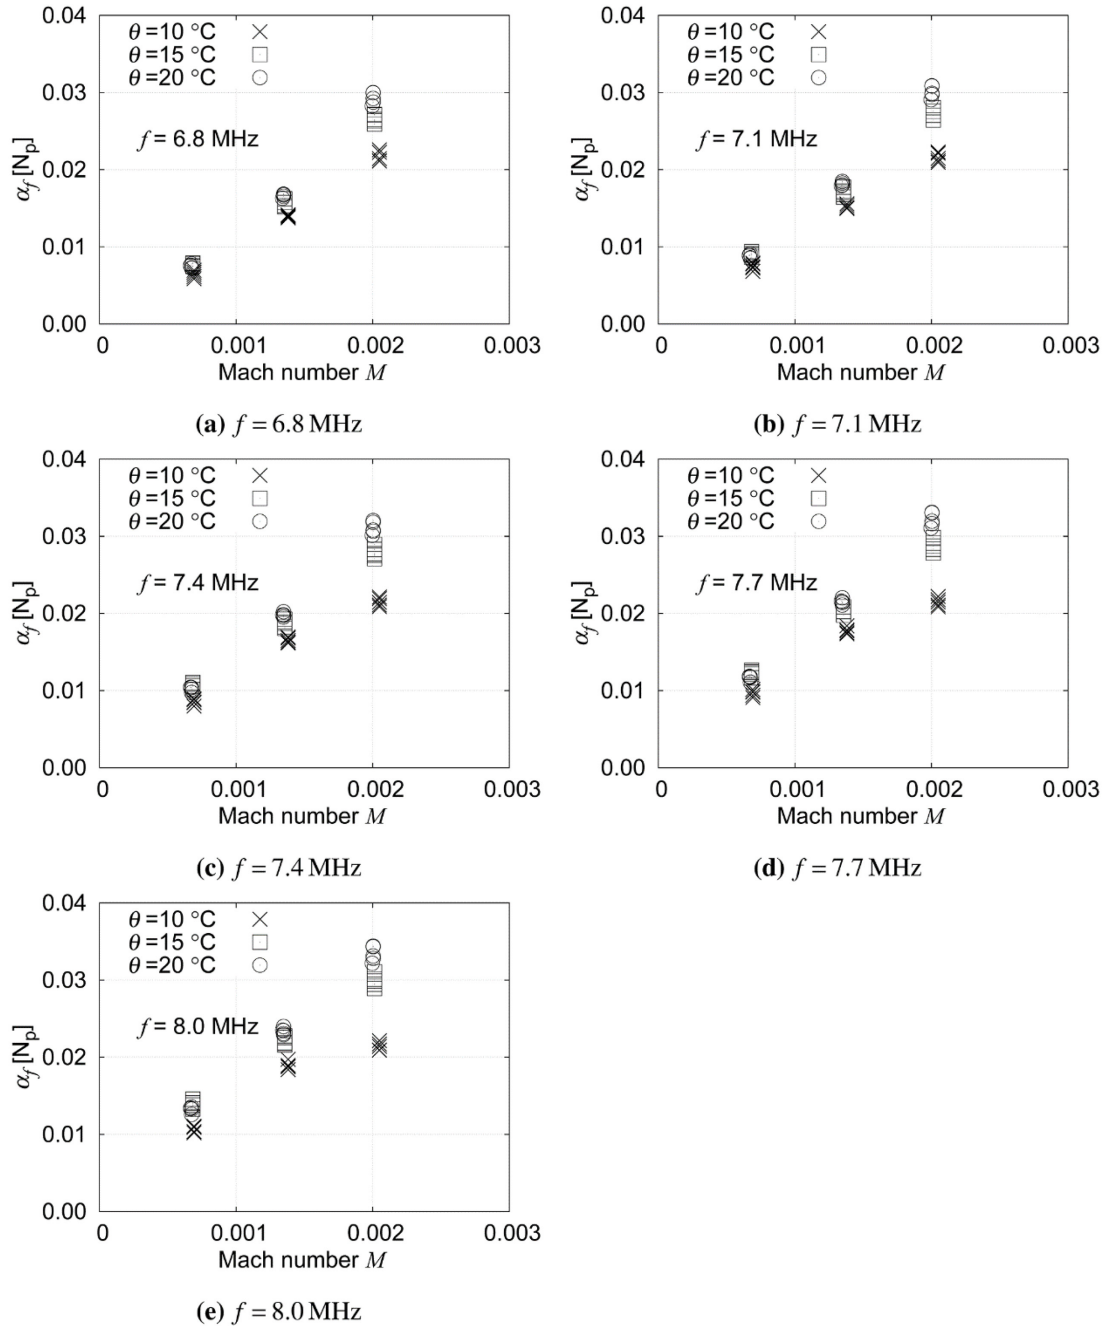 0.04
0.03
0.02
0.01
0.00
α_f [N_p]
θ =10 °C
θ =15 °C
θ =20 °C
f = 6.8 MHz
0 0.001 0.002 0.003
Mach number M
(a) f = 6.8 MHz
0.04
0.03
0.02
0.01
0.00
α_f [N_p]
θ =10 °C
θ =15 °C
θ =20 °C
f = 7.1 MHz
0 0.001 0.002 0.003
Mach number M
(b) f = 7.1 MHz
0.04
0.03
0.02
0.01
0.00
α_f [N_p]
θ =10 °C
θ =15 °C
θ =20 °C
f = 7.4 MHz
0 0.001 0.002 0.003
Mach number M
(c) f = 7.4 MHz
0.04
0.03
0.02
0.01
0.00
α_f [N_p]
θ =10 °C
θ =15 °C
θ =20 °C
f = 7.7 MHz
0 0.001 0.002 0.003
Mach number M
(d) f = 7.7 MHz
0.04
0.03
0.02
0.01
0.00
α_f [N_p]
θ =10 °C
θ =15 °C
θ =20 °C
f = 8.0 MHz
0 0.001 0.002 0.003
Mach number M
(e) f = 8.0 MHz